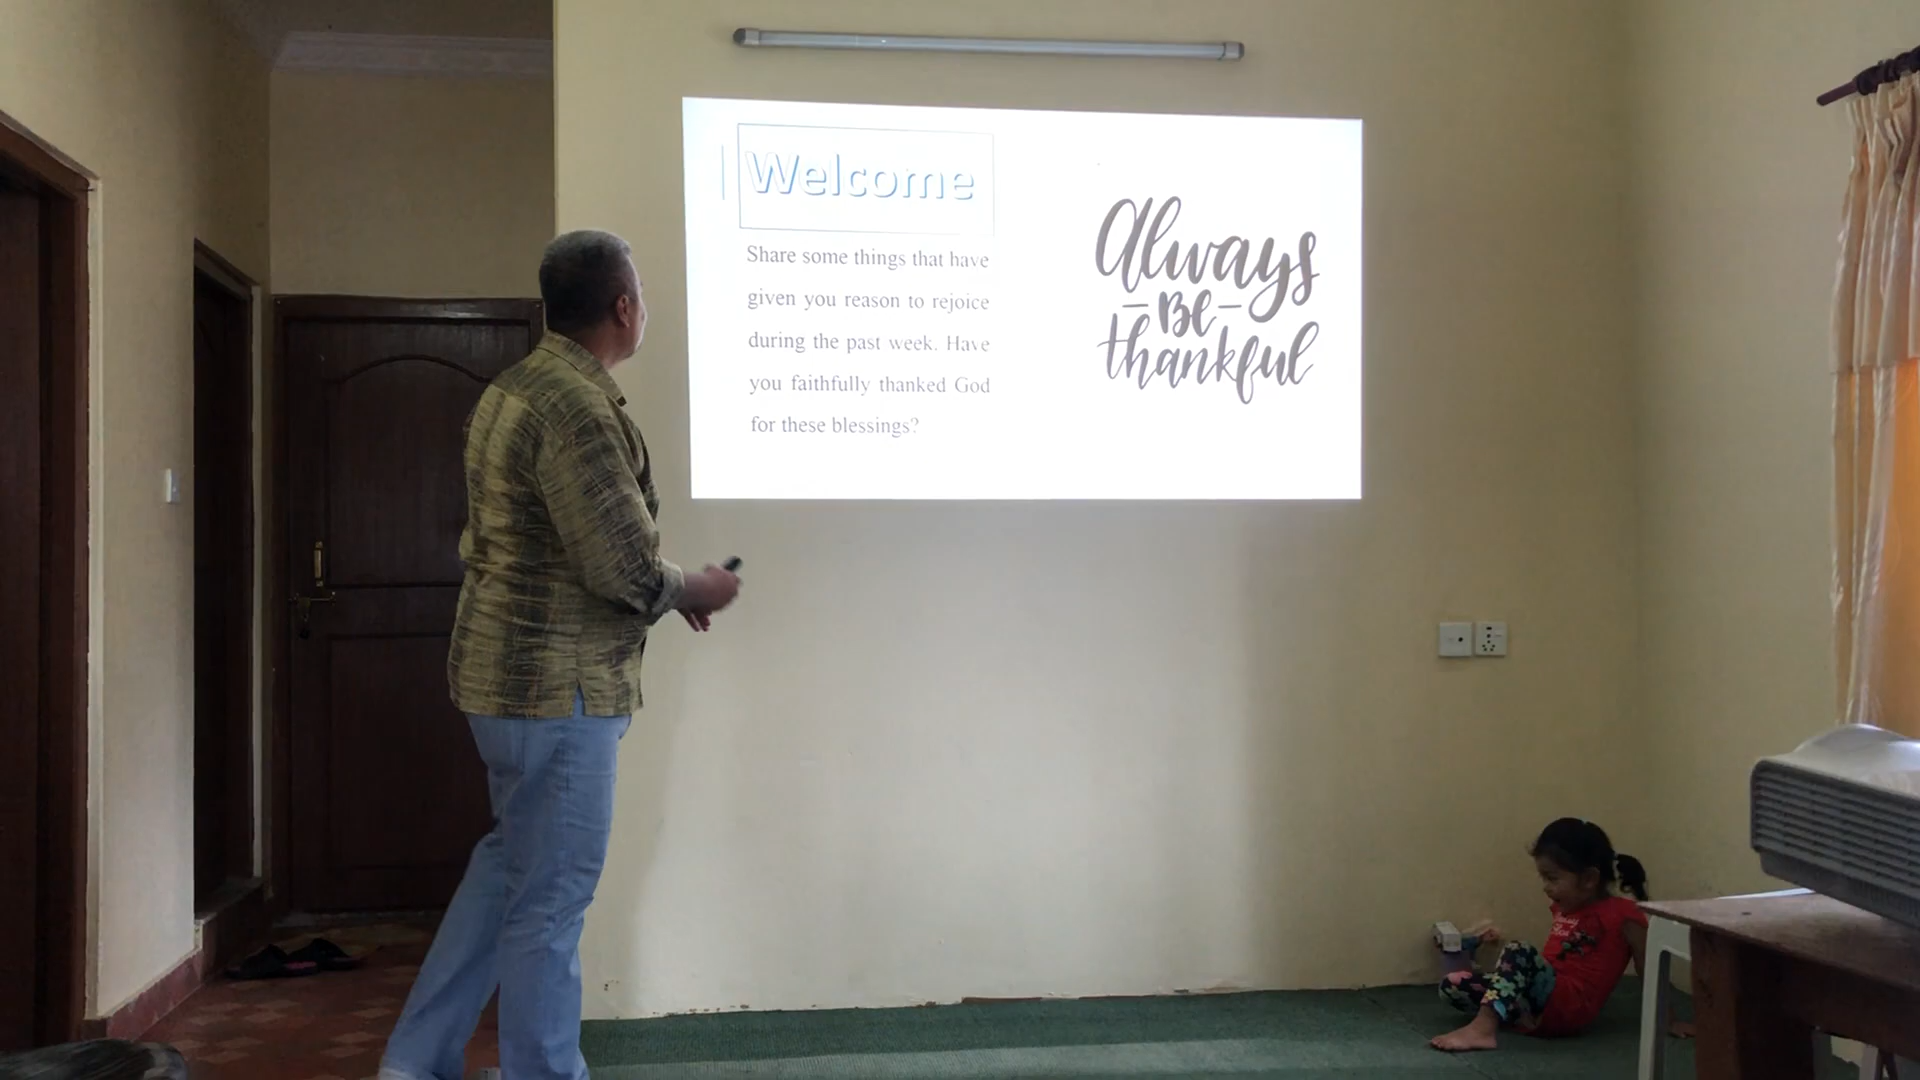 Welcome
Share some things that have
given you reason to rejoice
during the past week. Have
you faithfully thanked God
for these blessings?
Always
- Be -
thankful